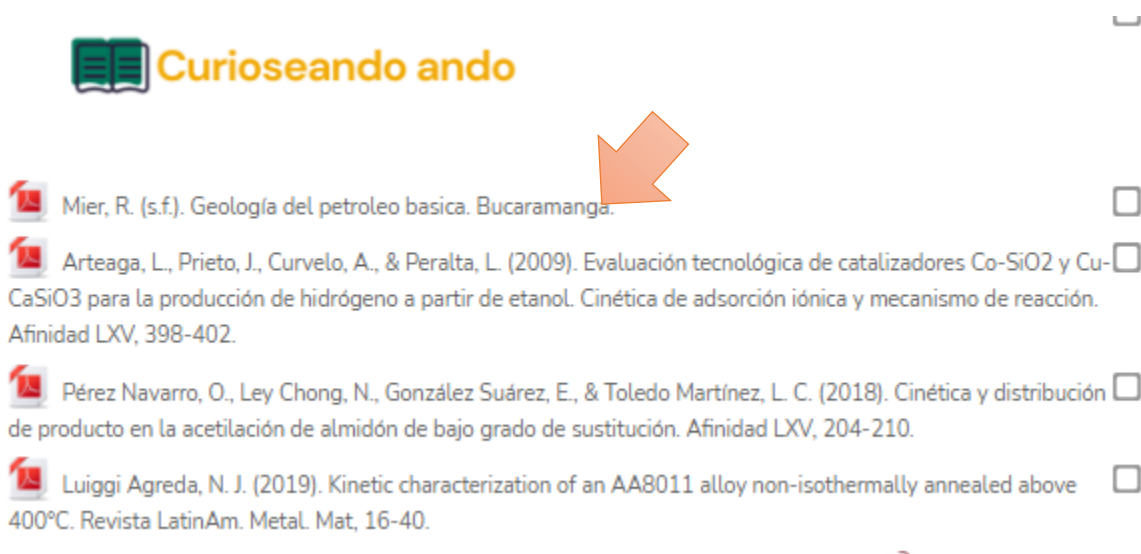 Curioseando ando
Mier, R. (s.f.). Geología del petroleo basica. Bucaramanga.
Arteaga, L., Prieto, J., Curvelo, A., & Peralta, L. (2009). Evaluación tecnológica de catalizadores Co-SiO2 y Cu-
CaSiO3 para la producción de hidrógeno a partir de etanol. Cinética de adsorción iónica y mecanismo de reacción.
Afinidad LXV, 398-402.
Pérez Navarro, O., Ley Chong, N., González Suárez, E., & Toledo Martínez, L. C. (2018). Cinética y distribución
de producto en la acetilación de almidón de bajo grado de sustitución. Afinidad LXV, 204-210.
Luiggi Agreda, N. J. (2019). Kinetic characterization of an AA8011 alloy non-isothermally annealed above
400°C. Revista LatinAm. Metal. Mat, 16-40.